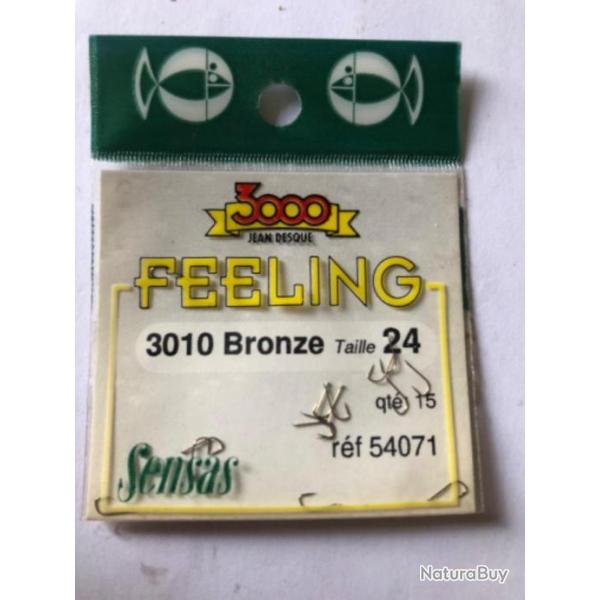 3000
JEAN DESQUE
FEELING
3010 Bronze Taille 24
qté: 15
réf 54071
Sensas
NaturaBuy